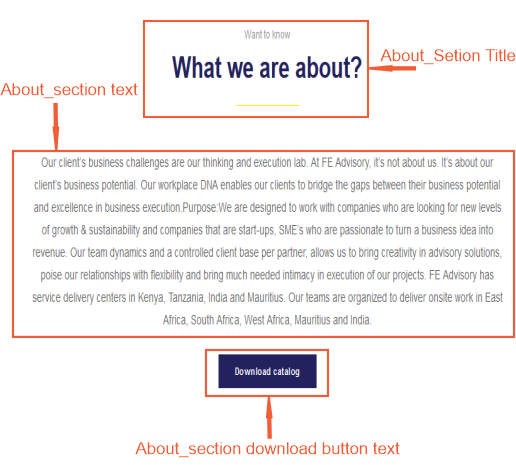 Want to know
What we are about?
About_Setion Title
About_section text
Our client's business challenges are our thinking and execution lab. At FE Advisory, it's not about us. It's about our
client's business potential. Our workplace DNA enables our clients to bridge the gaps between their business potential
and excellence in business execution.Purpose:We are designed to work with companies who are looking for new levels
of growth & sustainability and companies that are start-ups, SME's who are passionate to turn a business idea into
revenue. Our team dynamics and a controlled client base per partner, allows us to bring creativity in advisory solutions,
poise our relationships with flexibility and bring much needed intimacy in execution of our projects. FE Advisory has
service delivery centers in Kenya, Tanzania, India and Mauritius. Our teams are organized to deliver onsite work in East
Africa, South Africa, West Africa, Mauritius and India.
Download catalog
About_section download button text